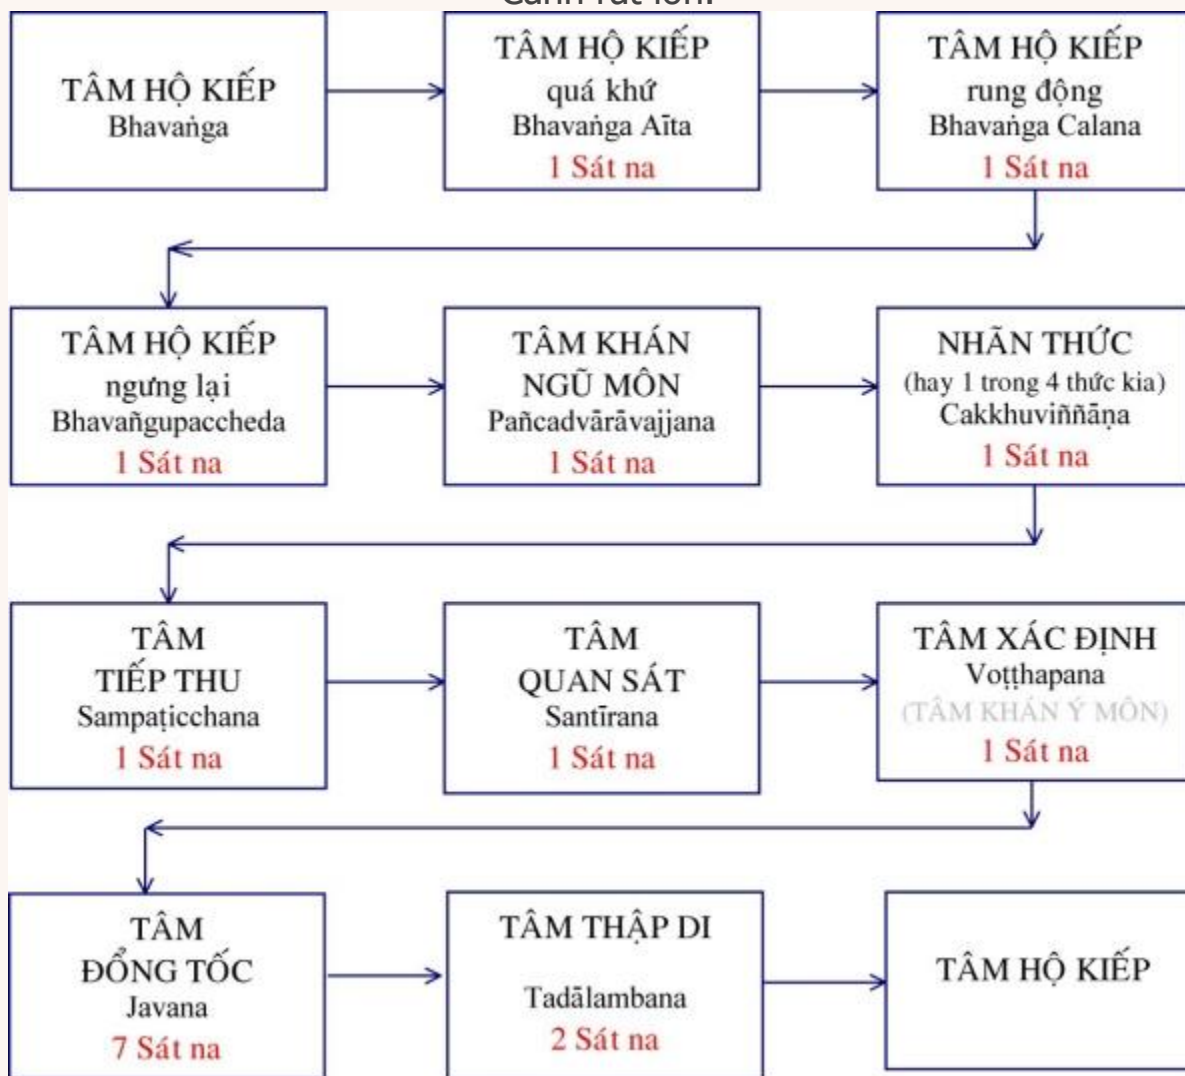 Cảnh rất lớn.
TÂM HỘ KIẾP
Bhavaṅga
TÂM HỘ KIẾP
quá khứ
Bhavaṅga Aīta
1 Sát na
TÂM HỘ KIẾP
rung động
Bhavaṅga Calana
1 Sát na
TÂM HỘ KIẾP
ngưng lại
Bhavañgupaccheda
1 Sát na
TÂM KHÁN
NGŨ MÔN
Pañcadvārāvajjana
1 Sát na
NHÃN THỨC
(hay 1 trong 4 thức kia)
Cakkhuviññāṇa
1 Sát na
TÂM
TIẾP THU
Sampaṭicchana
1 Sát na
TÂM
QUAN SÁT
Santīrana
1 Sát na
TÂM XÁC ĐỊNH
Voṭṭhapana
(TÂM KHÁN Ý MÔN)
1 Sát na
TÂM
ĐỔNG TỐC
Javana
7 Sát na
TÂM THẬP DI
Tadālambana
2 Sát na
TÂM HỘ KIẾP